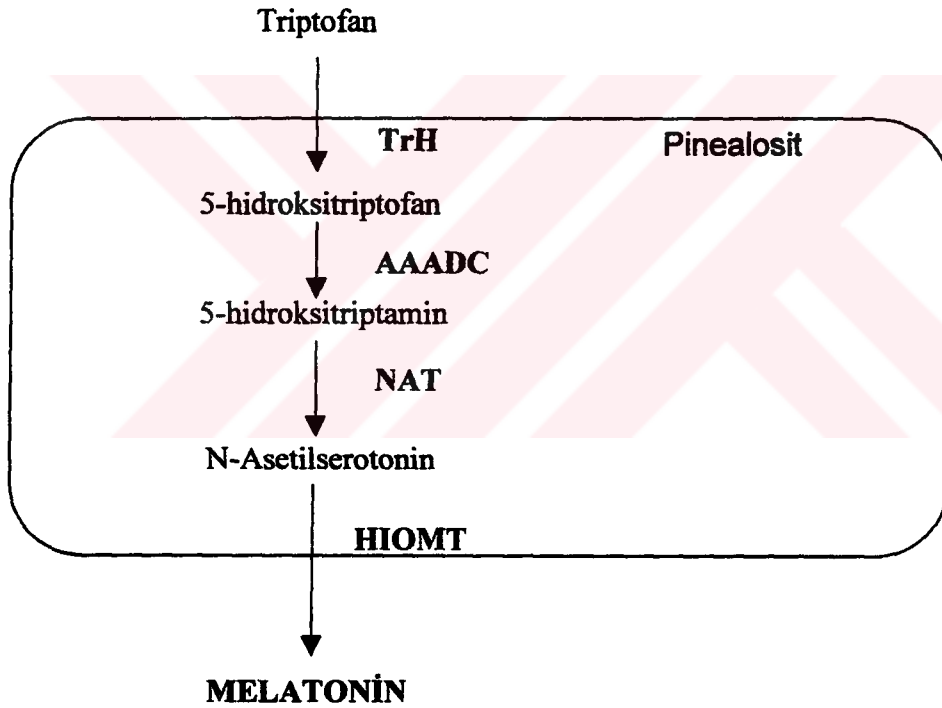 Triptofan
TrH
Pinealosit
5-hidroksitriptofan
AAADC
5-hidroksitriptamin
NAT
N-Asetilserotonin
HIOMT
MELATONİN